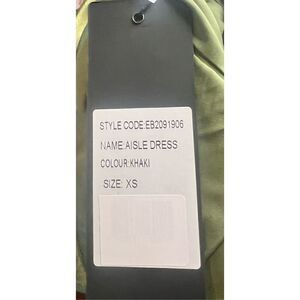 STYLE CODE:EB2091906
NAME:AISLE DRESS
COLOUR:KHAKI
SIZE: XS